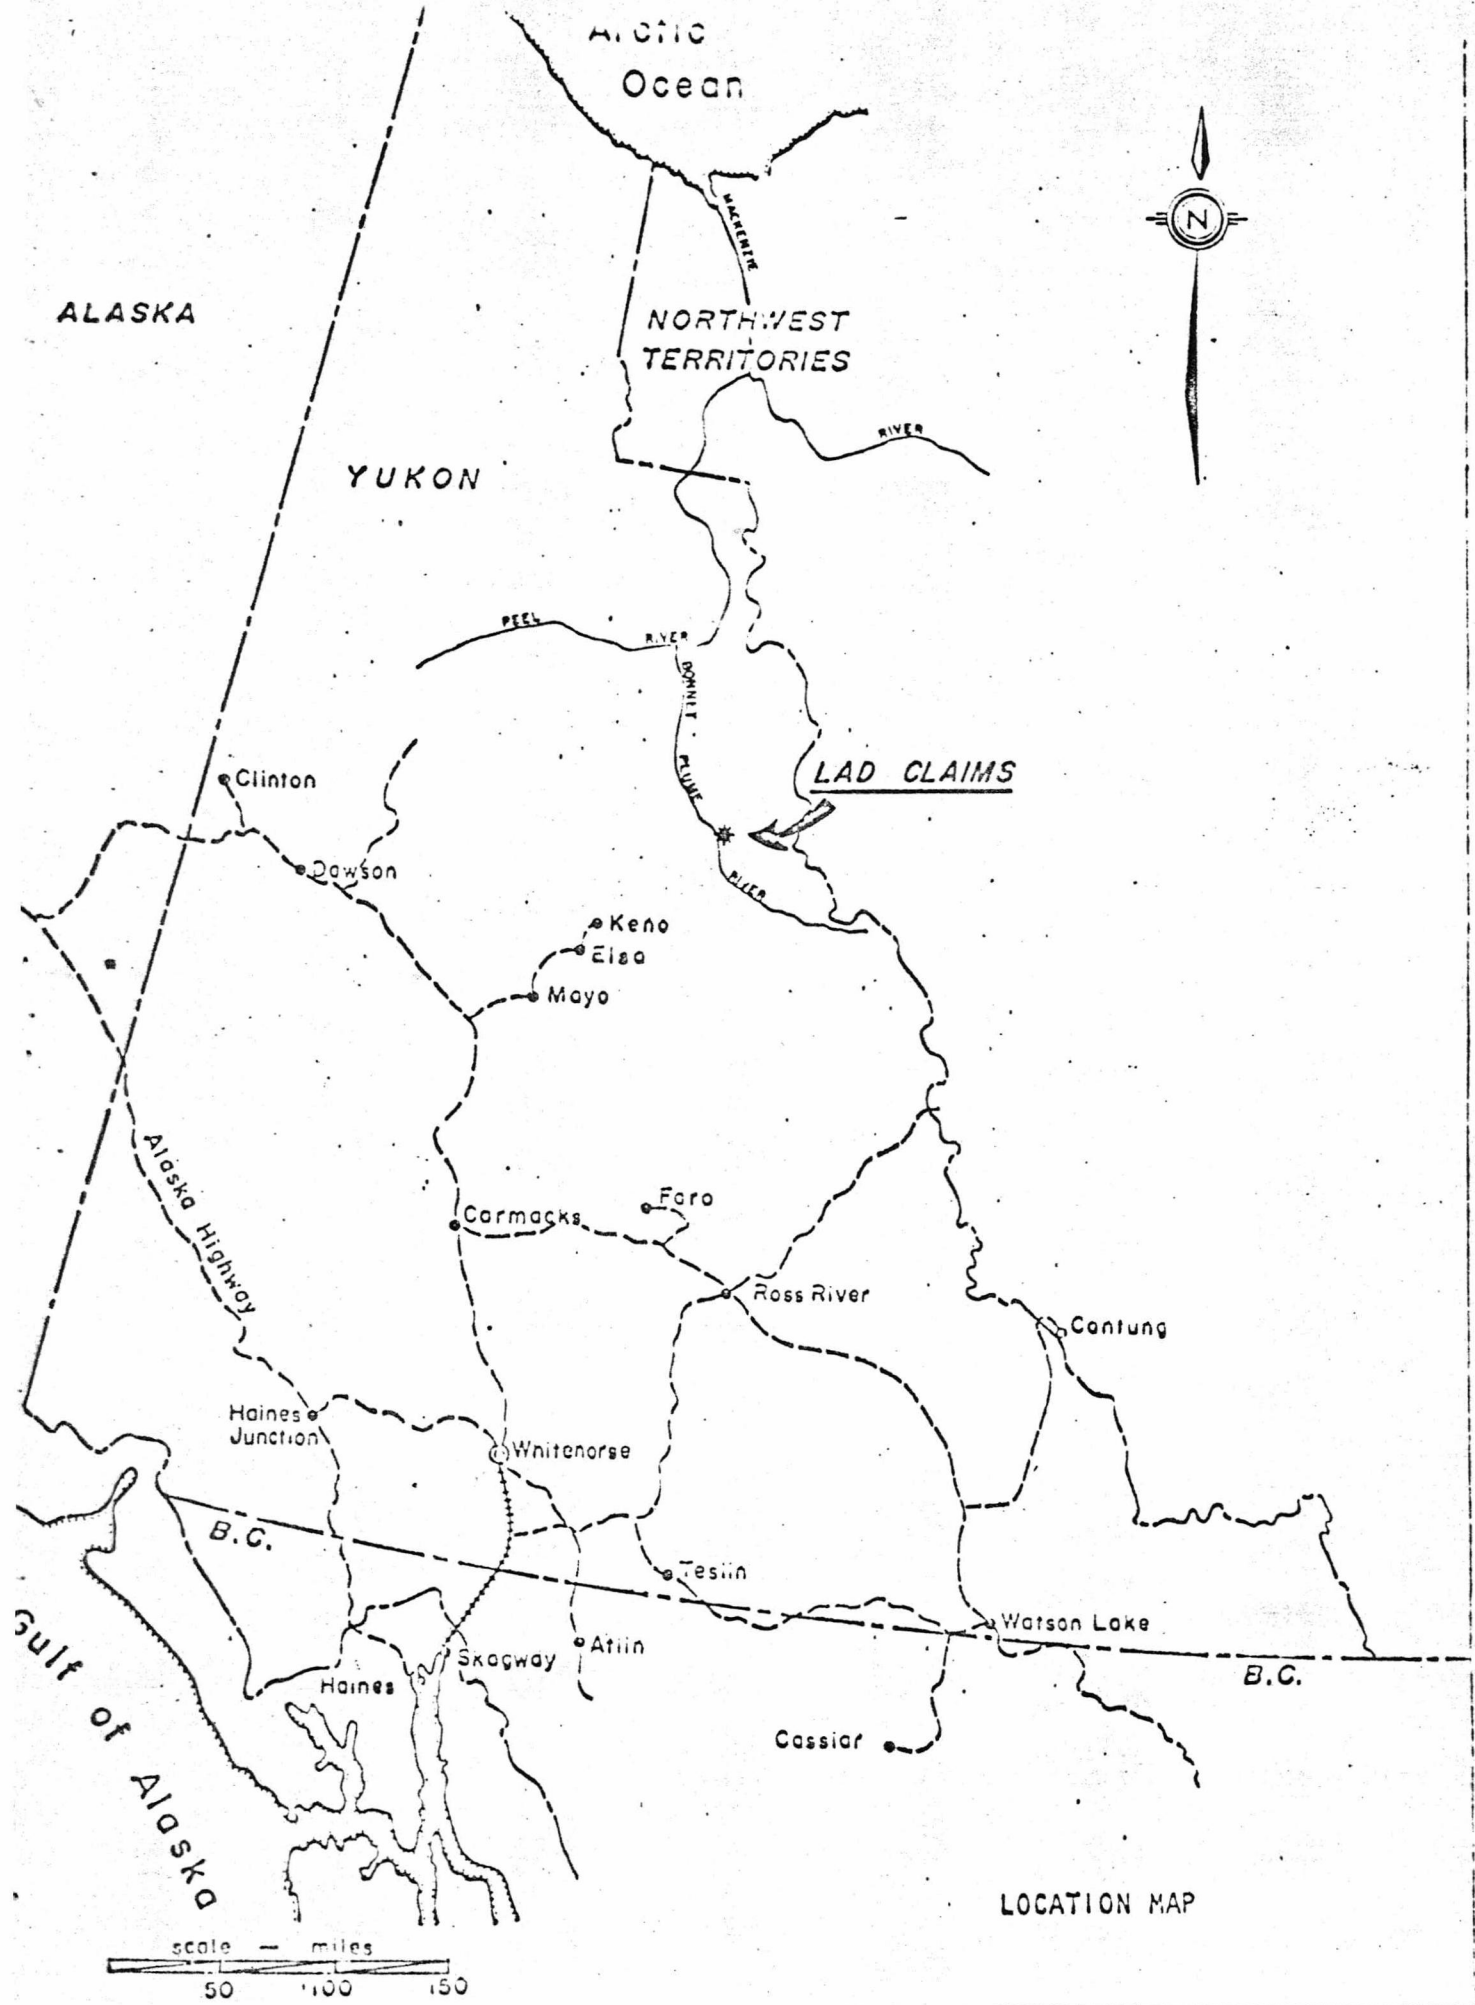 Arctic
Ocean
MACKENZIE
N
ALASKA
NORTHWEST
TERRITORIES
RIVER
YUKON
PEEL
RIVER
BONNET
PLUME
LAD CLAIMS
Clinton
Dawson
RIVER
Keno
Elsa
Mayo
Alaska Highway
Faro
Carmacks
Ross River
Cantung
Haines
Junction
Whitehorse
B.C.
Teslin
Watson Lake
Atlin
Skagway
Haines
B.C.
Cassiar
Gulf of Alaska
LOCATION MAP
scale — miles
50 100 150